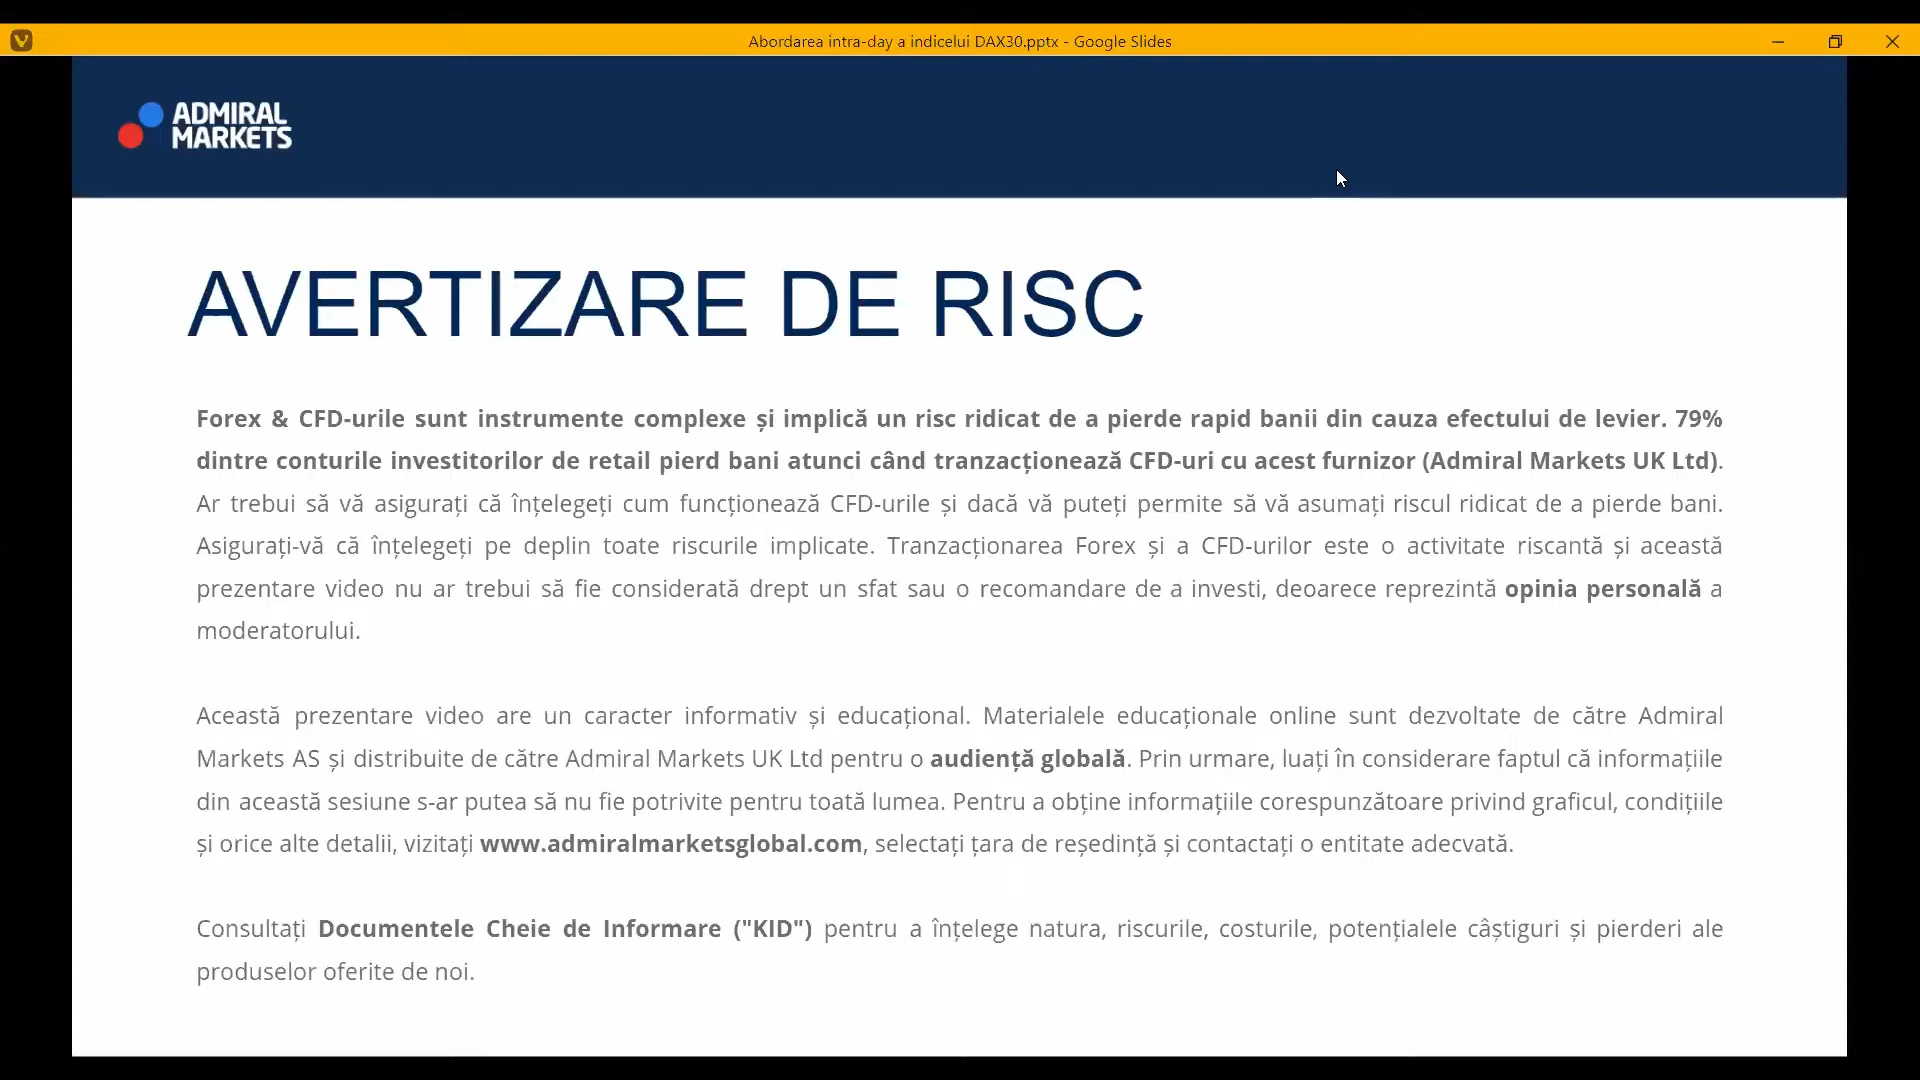 Abordarea intra-day a indicelui DAX30.pptx - Google Slides
ADMIRAL
MARKETS
AVERTIZARE DE RISC
Forex & CFD-urile sunt instrumente complexe și implică un risc ridicat de a pierde rapid banii din cauza efectului de levier. 79%
dintre conturile investitorilor de retail pierd bani atunci când tranzacționează CFD-uri cu acest furnizor (Admiral Markets UK Ltd).
Ar trebui să vă asigurați că înțelegeți cum funcționează CFD-urile și dacă vă puteți permite să vă asumați riscul ridicat de a pierde bani.
Asigurați-vă că înțelegeți pe deplin toate riscurile implicate. Tranzacționarea Forex și a CFD-urilor este o activitate riscantă și această
prezentare video nu ar trebui să fie considerată drept un sfat sau o recomandare de a investi, deoarece reprezintă opinia personală a
moderatorului.
Această prezentare video are un caracter informativ și educațional. Materialele educaționale online sunt dezvoltate de către Admiral
Markets AS și distribuite de către Admiral Markets UK Ltd pentru o audiență globală. Prin urmare, luați în considerare faptul că informațiile
din această sesiune s-ar putea să nu fie potrivite pentru toată lumea. Pentru a obține informațiile corespunzătoare privind graficul, condițiile
și orice alte detalii, vizitați www.admiralmarketsglobal.com, selectați țara de reședință și contactați o entitate adecvată.
Consultați Documentele Cheie de Informare ("KID") pentru a înțelege natura, riscurile, costurile, potențialele câștiguri și pierderi ale
produselor oferite de noi.